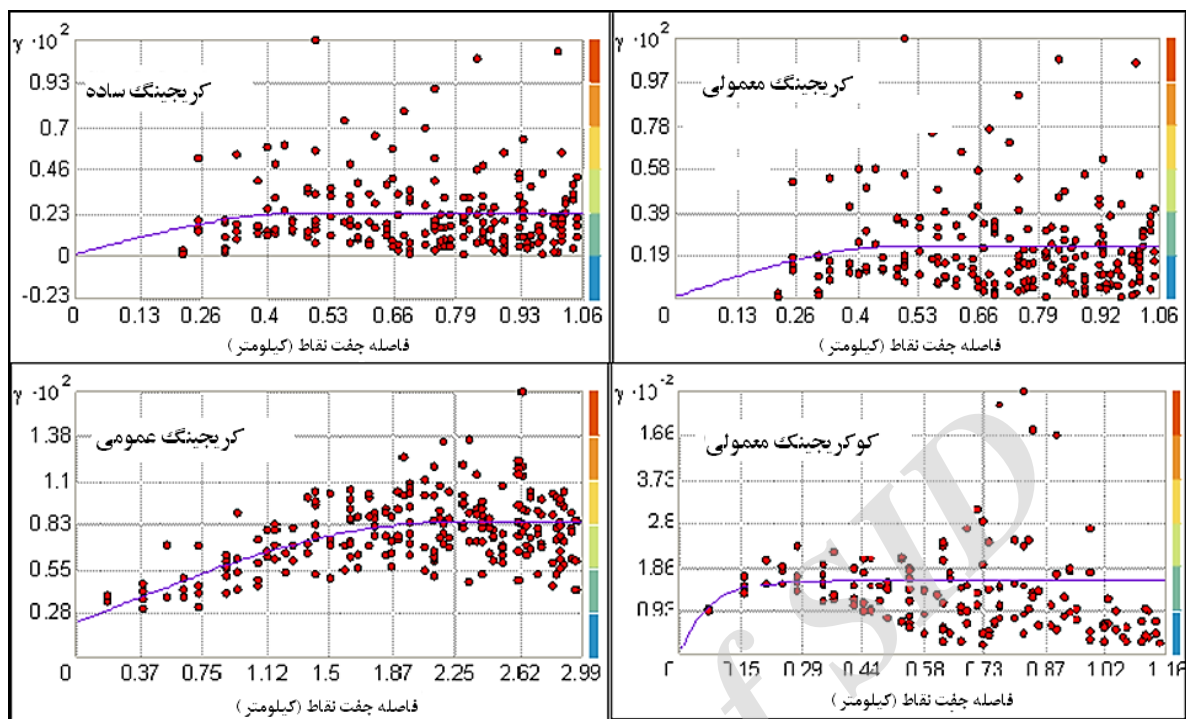 γ ·10²
0.93
0.7
0.46
0.23
0
-0.23
کریجینگ ساده
0 0.13 0.26 0.4 0.53 0.66 0.79 0.93 1.06
فاصله جفت نقاط (کیلومتر)
γ ·10²
0.97
0.78
0.58
0.39
0.19
کریجینگ معمولی
0 0.13 0.26 0.4 0.53 0.66 0.79 0.92 1.06
فاصله جفت نقاط (کیلومتر)
γ ·10²
1.38
1.1
0.83
0.55
0.28
کریجینگ عمومی
0 0.37 0.75 1.12 1.5 1.87 2.25 2.62 2.99
فاصله جفت نقاط (کیلومتر)
γ ·10⁻²
1.66
3.75
2.8
1.86
0.93
کوکریجینگ معمولی
0.15 0.29 0.44 0.58 0.73 0.87 1.02 1.16
فاصله جفت نقاط (کیلومتر)
f SID